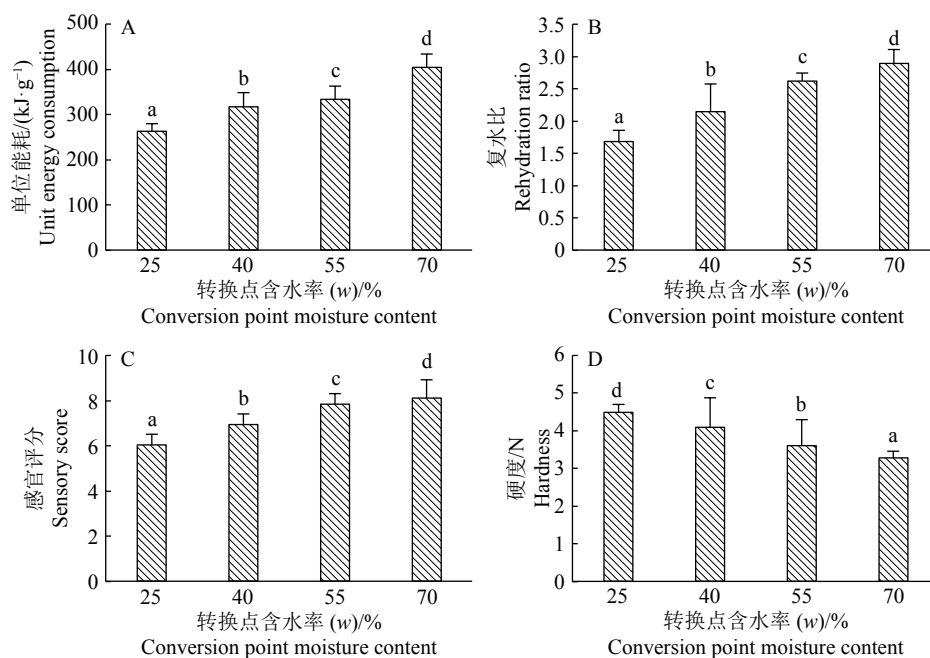 A
单位能耗/(kJ·g⁻¹)
Unit energy consumption
500
400
300
200
100
0
a
b
c
d
25 40 55 70
转换点含水率 (w)/%
Conversion point moisture content
B
复水比
Rehydration ratio
3.5
3.0
2.5
2.0
1.5
1.0
0.5
0
a
b
c
d
25 40 55 70
转换点含水率 (w)/%
Conversion point moisture content
C
感官评分
Sensory score
10
8
6
4
2
0
a
b
c
d
25 40 55 70
转换点含水率 (w)/%
Conversion point moisture content
D
硬度/N
Hardness
6
5
4
3
2
1
0
d
c
b
a
25 40 55 70
转换点含水率 (w)/%
Conversion point moisture content